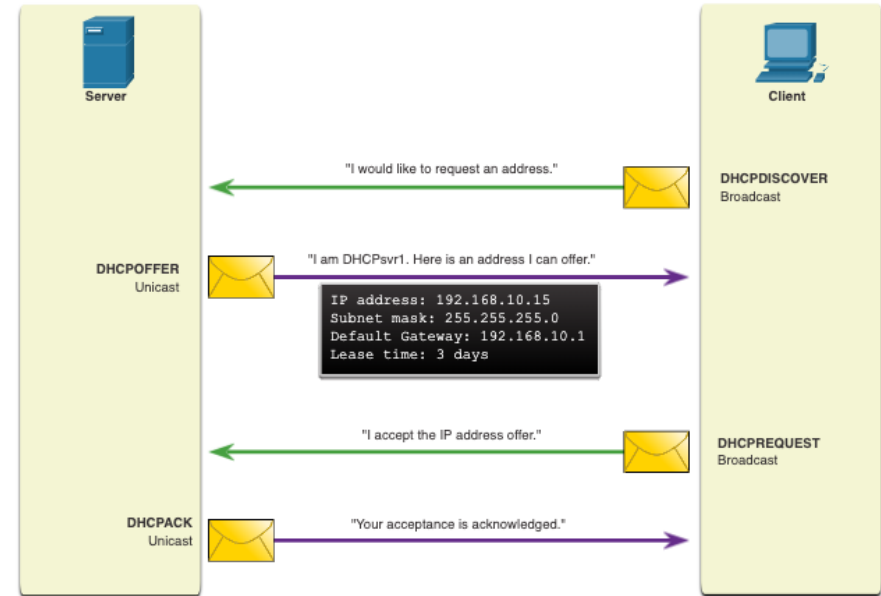 Server
Client
"I would like to request an address."
DHCPDISCOVER
Broadcast
"I am DHCPsvr1. Here is an address I can offer."
DHCPOFFER
Unicast
IP address: 192.168.10.15
Subnet mask: 255.255.255.0
Default Gateway: 192.168.10.1
Lease time: 3 days
"I accept the IP address offer."
DHCPREQUEST
Broadcast
DHCPACK
Unicast
"Your acceptance is acknowledged."